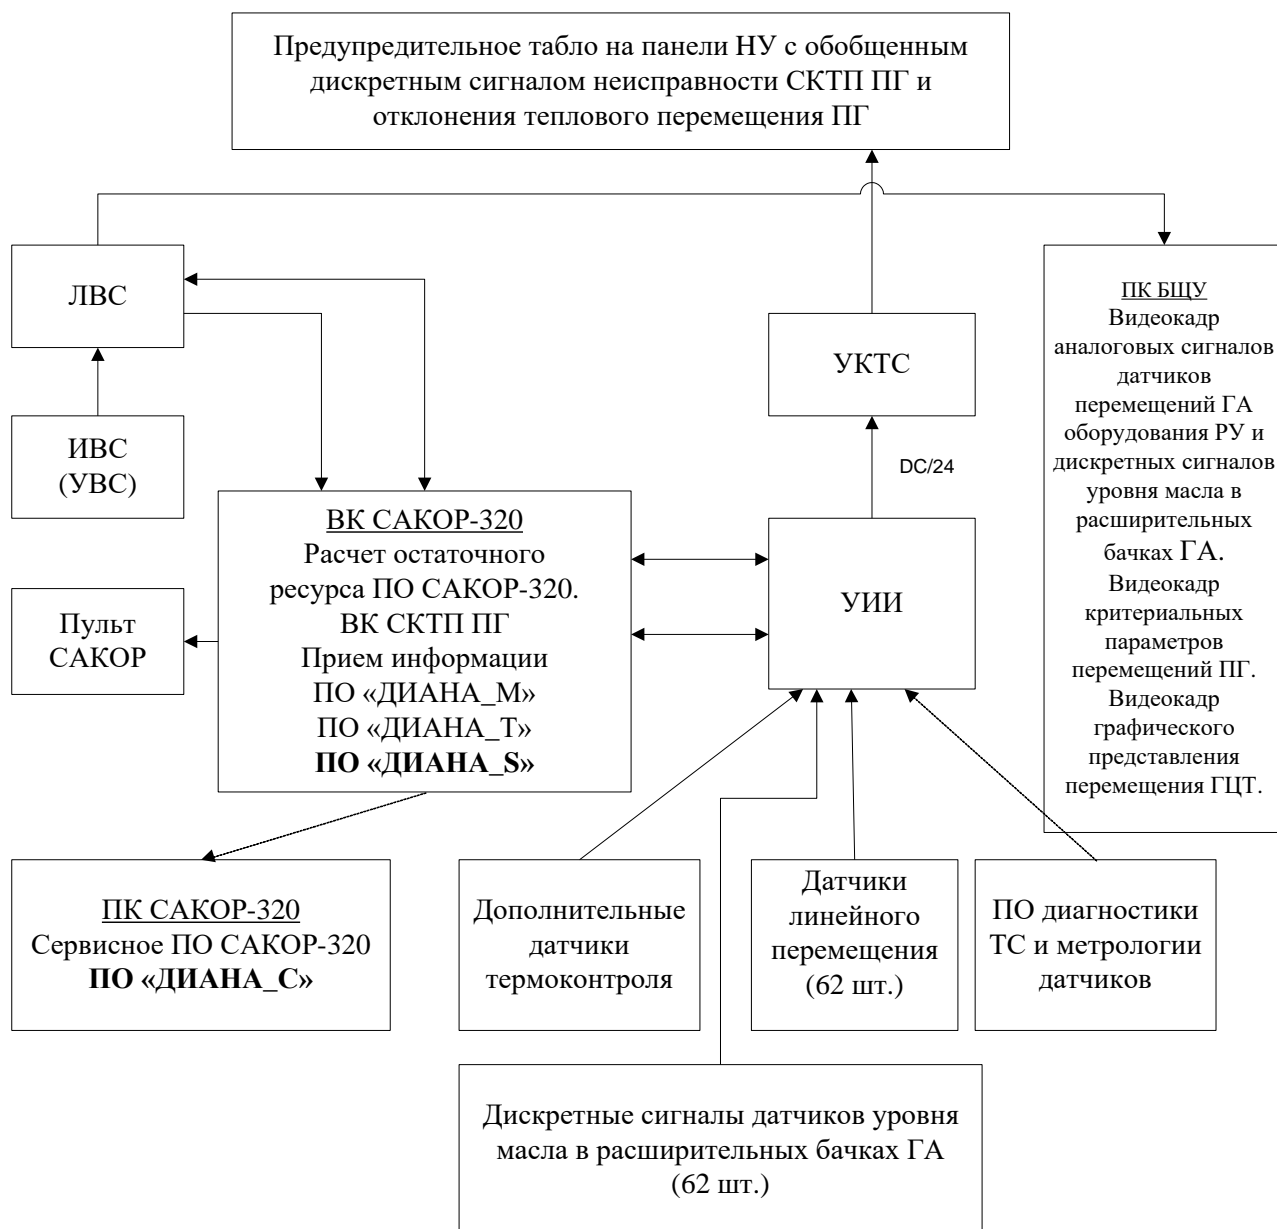 Предупредительное табло на панели НУ с обобщенным
дискретным сигналом неисправности СКТП ПГ и
отклонения теплового перемещения ПГ
ЛВС
ИВС
(УВС)
Пульт
САКОР
ВК САКОР-320
Расчет остаточного
ресурса ПО САКОР-320.
ВК СКТП ПГ
Прием информации
ПО «ДИАНА_М»
ПО «ДИАНА_Т»
ПО «ДИАНА_S»
УКТС
DC/24
УИИ
ПК БЩУ
Видеокадр
аналоговых сигналов
датчиков
перемещений ГА
оборудования РУ и
дискретных сигналов
уровня масла в
расширительных
бачках ГА.
Видеокадр
критериальных
параметров
перемещений ПГ.
Видеокадр
графического
представления
перемещения ГЦТ.
ПК САКОР-320
Сервисное ПО САКОР-320
ПО «ДИАНА_С»
Дополнительные
датчики
термоконтроля
Датчики
линейного
перемещения
(62 шт.)
ПО диагностики
ТС и метрологии
датчиков
Дискретные сигналы датчиков уровня
масла в расширительных бачках ГА
(62 шт.)